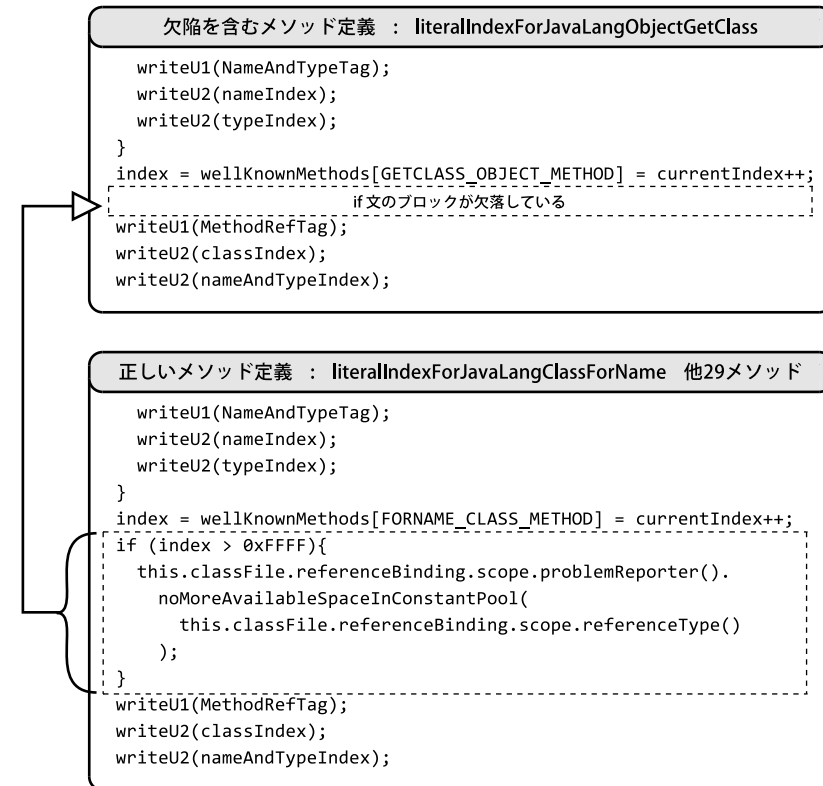 欠陥を含むメソッド定義 : literalIndexForJavaLangObjectGetClass
writeU1(NameAndTypeTag);
writeU2(nameIndex);
writeU2(typeIndex);
}
index = wellKnownMethods[GETCLASS_OBJECT_METHOD] = currentIndex++;
if 文のブロックが欠落している
writeU1(MethodRefTag);
writeU2(classIndex);
writeU2(nameAndTypeIndex);
正しいメソッド定義 : literalIndexForJavaLangClassForName 他29メソッド
writeU1(NameAndTypeTag);
writeU2(nameIndex);
writeU2(typeIndex);
}
index = wellKnownMethods[FORNAME_CLASS_METHOD] = currentIndex++;
if (index > 0xFFFF){
this.classFile.referenceBinding.scope.problemReporter().
noMoreAvailableSpaceInConstantPool(
this.classFile.referenceBinding.scope.referenceType()
);
}
writeU1(MethodRefTag);
writeU2(classIndex);
writeU2(nameAndTypeIndex);